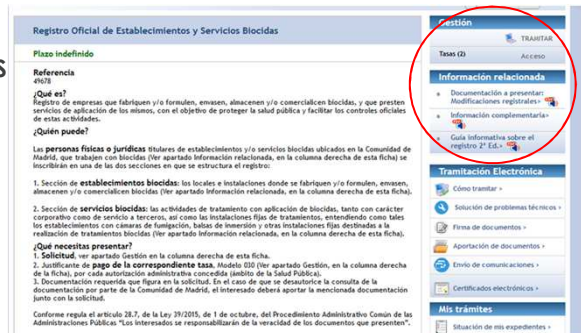 S
Registro Oficial de Establecimientos y Servicios Biocidas
Plazo indefinido
Referencia
49678
¿Qué es?
Registro de empresas que fabriquen y/o formulen, envasen, almacenen y/o comercialicen biocidas, y que presten
servicios de aplicación de los mismos, con el objetivo de proteger la salud pública y facilitar los controles oficiales
de estas actividades.
¿Quién puede?
Las personas físicas o jurídicas titulares de establecimientos y/o servicios biocidas ubicados en la Comunidad de
Madrid, que trabajen con biocidas (Ver apartado Información relacionada, en la columna derecha de esta ficha) se
inscribirán en una de las dos secciones en que se estructura el registro:
1. Sección de establecimientos biocidas: los locales e instalaciones donde se fabriquen y/o formulen, envasen,
almacenen y/o comercialicen biocidas (Ver apartado Información relacionada, en la columna derecha de esta ficha).
2. Sección de servicios biocidas: las actividades de tratamiento con aplicación de biocidas, tanto con carácter
corporativo como de servicio a terceros, así como las instalaciones fijas de tratamientos, entendiendo como tales
los establecimientos con cámaras de fumigación, balsas de inmersión y otras instalaciones fijas destinadas a la
realización de tratamientos biocidas (Ver apartado Información relacionada, en la columna derecha de esta ficha).
¿Qué necesitas presentar?
1. Solicitud, ver apartado Gestión en la columna derecha de esta ficha.
2. Justificante de pago de la correspondiente tasa, Modelo 030 (Ver apartado Gestión, en la columna derecha
de la ficha), por cada autorización administrativa concedida (ámbito de la Salud Pública).
3. Documentación requerida que figura en la solicitud. En el caso de que se desautorice la consulta de la
documentación por parte de la Comunidad de Madrid, el interesado deberá aportar la mencionada documentación
junto con la solicitud.
Conforme regula el artículo 28.7, de la Ley 39/2015, de 1 de octubre, del Procedimiento Administrativo Común de las
Administraciones Públicas "Los interesados se responsabilizarán de la veracidad de los documentos que presenten".
Gestión
TRAMITAR
Tasas (2) Acceso
Información relacionada
Documentación a presentar:
Modificaciones registrales»
Información complementaria»
Guía informativa sobre el
registro 2ª Ed.»
Tramitación Electrónica
Cómo tramitar »
Solución de problemas técnicos »
Firma de documentos »
Aportación de documentos »
Envío de comunicaciones »
Certificados electrónicos »
Mis trámites
Situación de mis expedientes »